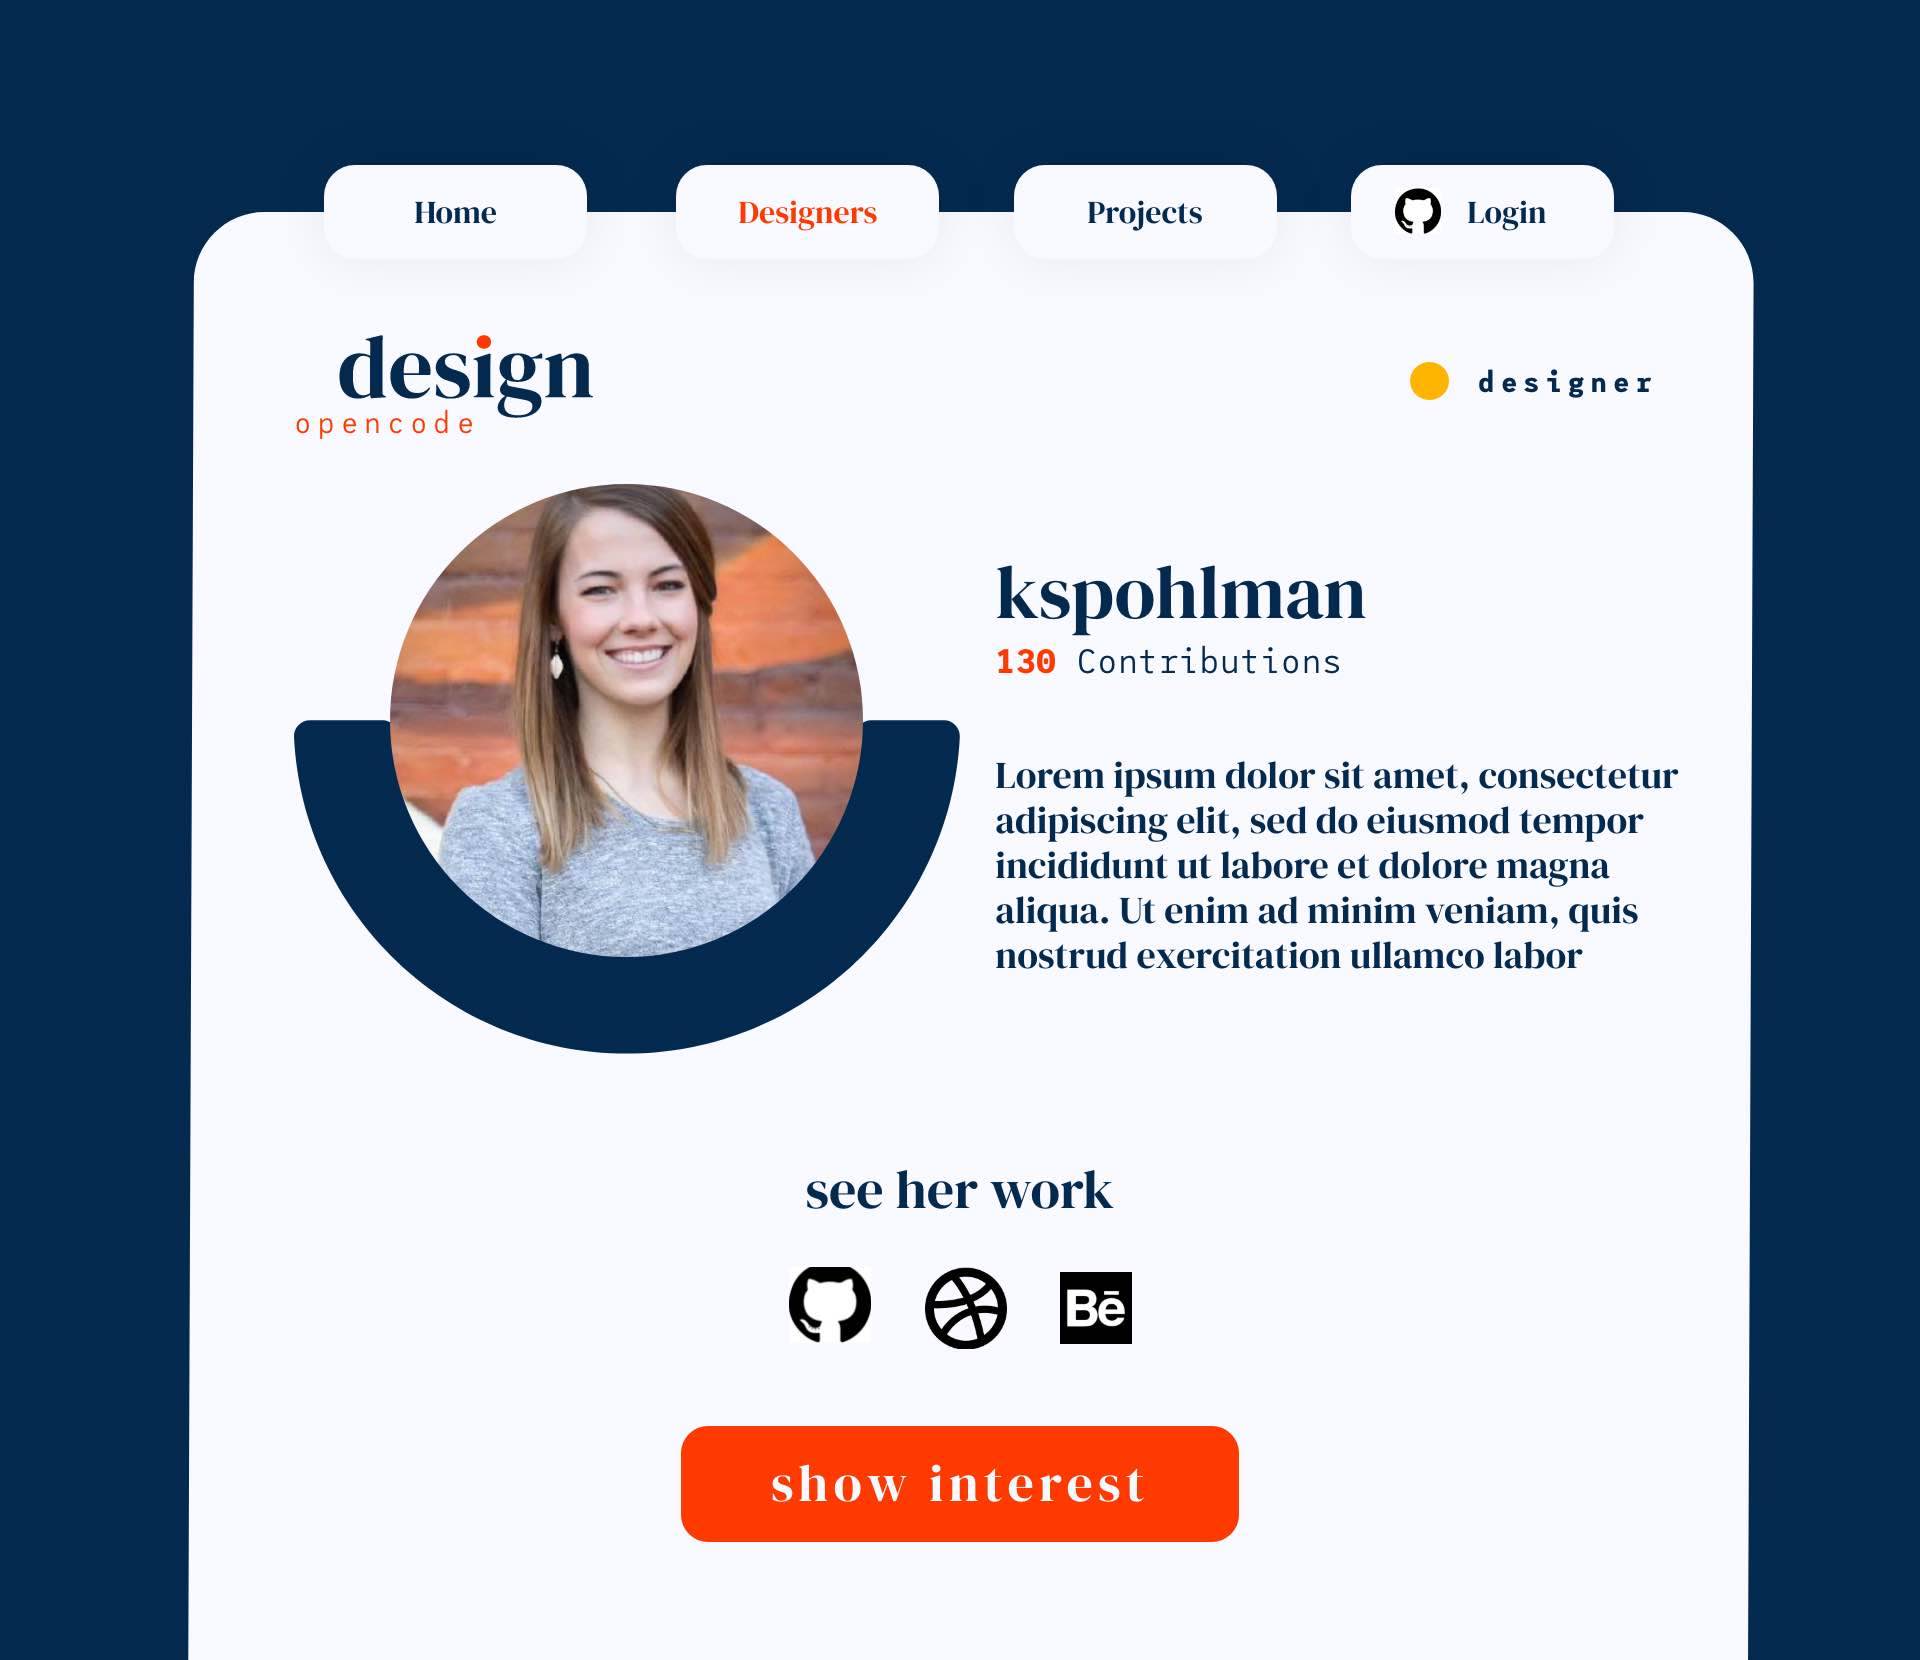 Home
Designers
Projects
Login
design
opencode
designer
kspohlman
130 Contributions
Lorem ipsum dolor sit amet, consectetur
adipiscing elit, sed do eiusmod tempor
incididunt ut labore et dolore magna
aliqua. Ut enim ad minim veniam, quis
nostrud exercitation ullamco labor
see her work
Bē
show interest